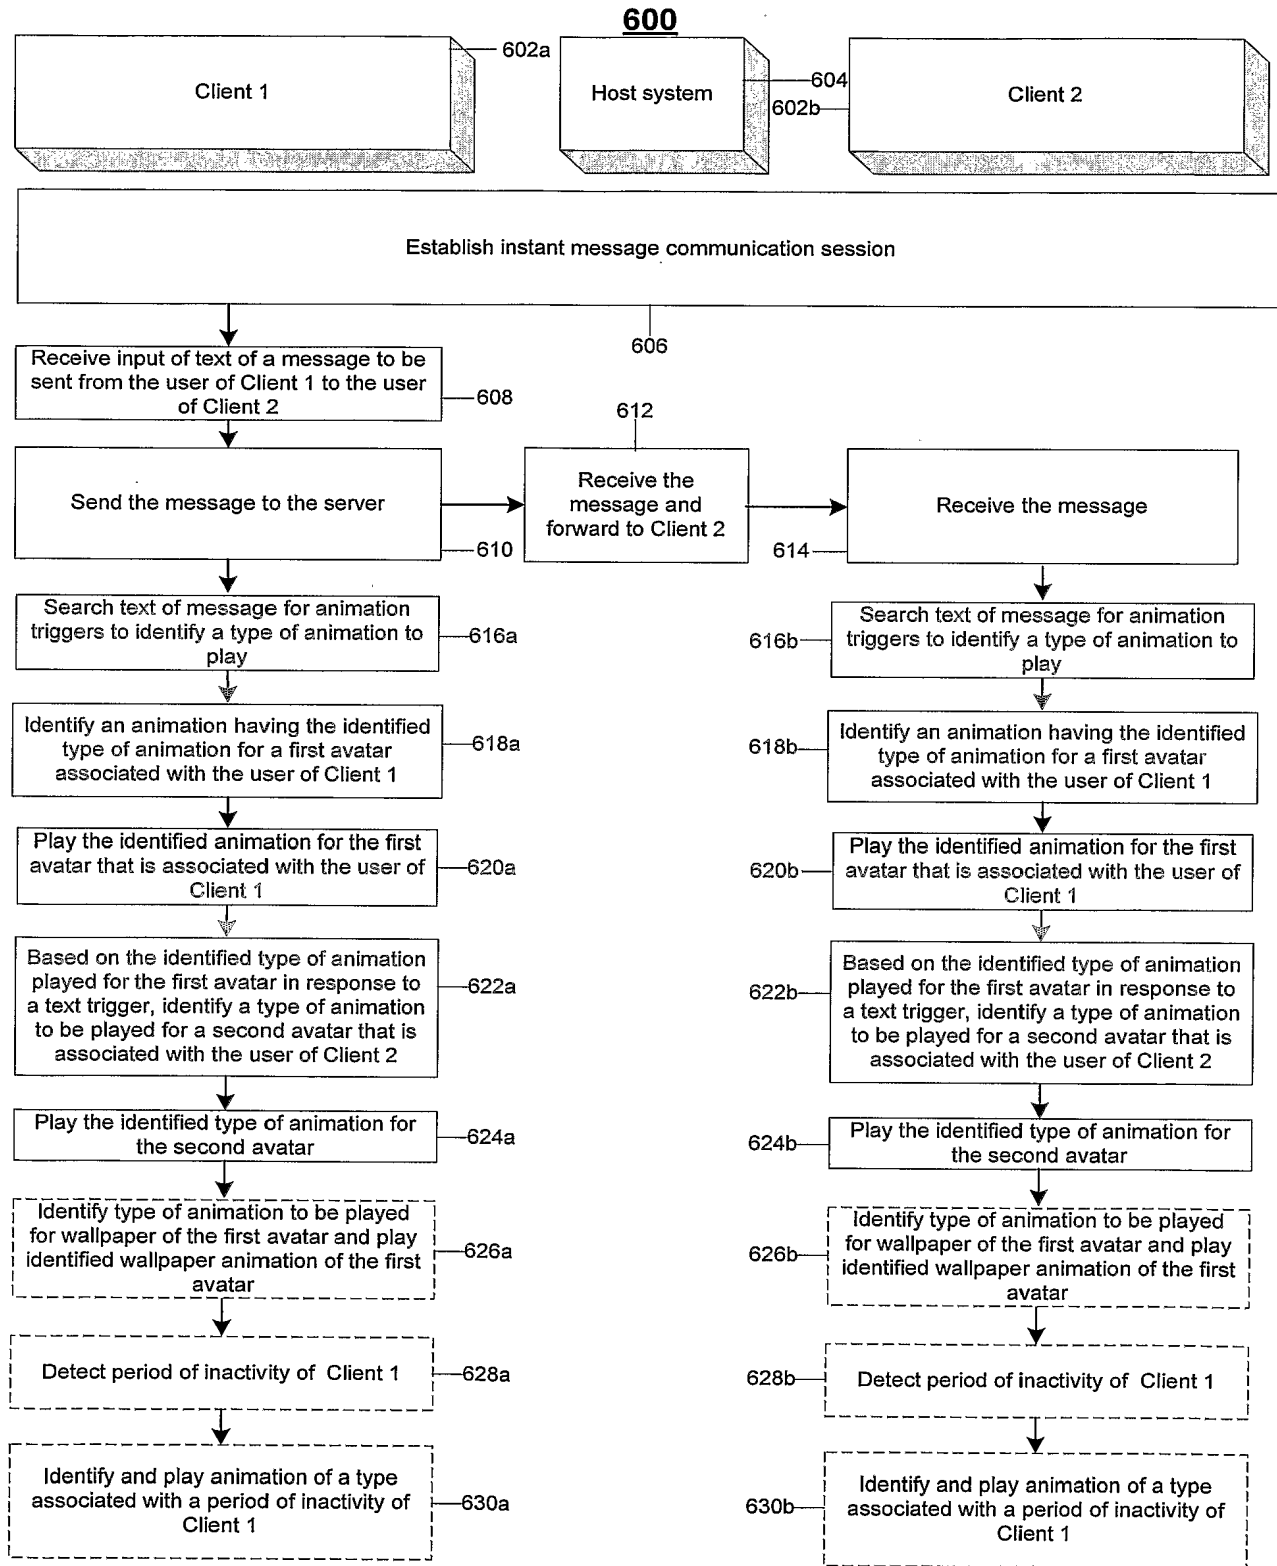 600
602a
Client 1
Host system
604
602b
Client 2
Establish instant message communication session
606
Receive input of text of a message to be
sent from the user of Client 1 to the user
of Client 2
608
612
Send the message to the server
610
Receive the
message and
forward to Client 2
Receive the message
614
Search text of message for animation
triggers to identify a type of animation to
play
616a
616b
Search text of message for animation
triggers to identify a type of animation to
play
Identify an animation having the identified
type of animation for a first avatar
associated with the user of Client 1
618a
618b
Identify an animation having the identified
type of animation for a first avatar
associated with the user of Client 1
Play the identified animation for the first
avatar that is associated with the user of
Client 1
620a
620b
Play the identified animation for the first
avatar that is associated with the user of
Client 1
Based on the identified type of animation
played for the first avatar in response to
a text trigger, identify a type of animation
to be played for a second avatar that is
associated with the user of Client 2
622a
622b
Based on the identified type of animation
played for the first avatar in response to
a text trigger, identify a type of animation
to be played for a second avatar that is
associated with the user of Client 2
Play the identified type of animation for
the second avatar
624a
624b
Play the identified type of animation for
the second avatar
Identify type of animation to be played
for wallpaper of the first avatar and play
identified wallpaper animation of the first
avatar
626a
626b
Identify type of animation to be played
for wallpaper of the first avatar and play
identified wallpaper animation of the first
avatar
Detect period of inactivity of Client 1
628a
628b
Detect period of inactivity of Client 1
Identify and play animation of a type
associated with a period of inactivity of
Client 1
630a
630b
Identify and play animation of a type
associated with a period of inactivity of
Client 1